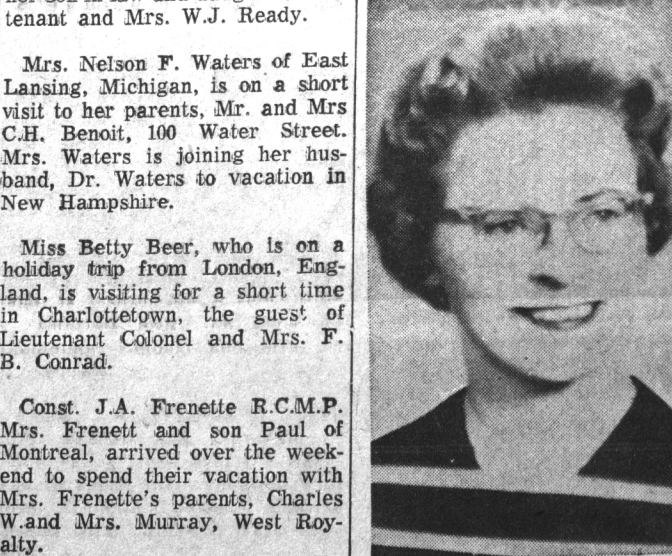 tenant and Mrs. W.J. Ready.
Mrs. Nelson F. Waters of East
Lansing, Michigan, is on a short
visit to her parents, Mr. and Mrs
C.H. Benoit, 100 Water Street.
Mrs. Waters is joining her hus-
band, Dr. Waters to vacation in
New Hampshire.
Miss Betty Beer, who is on a
holiday trip from London, Eng-
land, is visiting for a short time
in Charlottetown, the guest of
Lieutenant Colonel and Mrs. F.
B. Conrad.
Const. J.A. Frenette R.C.M.P.
Mrs. Frenett and son Paul of
Montreal, arrived over the week-
end to spend their vacation with
Mrs. Frenette's parents, Charles
W.and Mrs. Murray, West Roy-
alty.